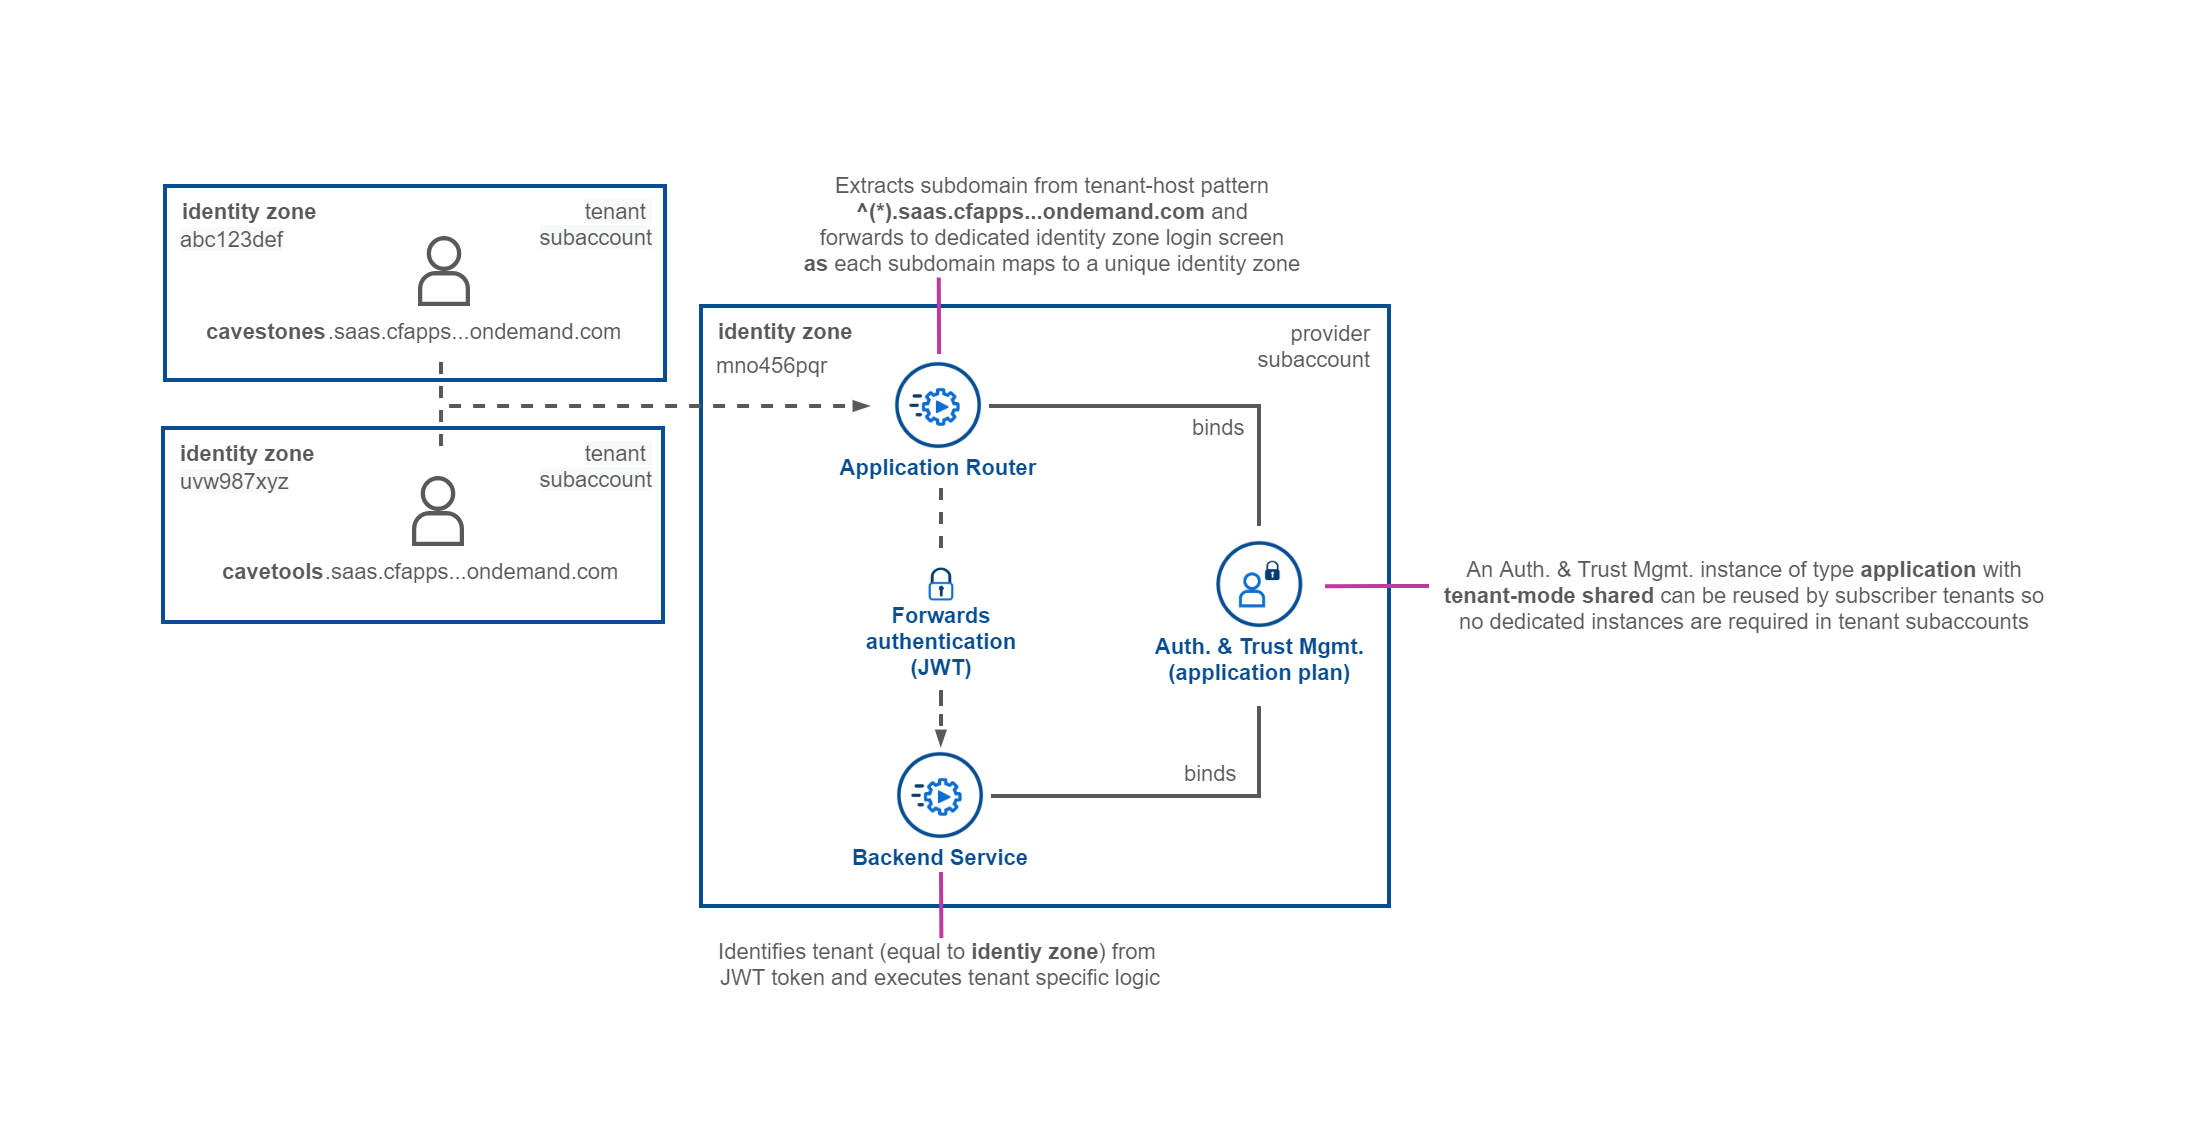 identity zone
abc123def
tenant
subaccount
cavestones.saas.cfapps...ondemand.com
identity zone
uvw987xyz
tenant
subaccount
cavetools.saas.cfapps...ondemand.com
Extracts subdomain from tenant-host pattern
^(*).saas.cfapps...ondemand.com and
forwards to dedicated identity zone login screen
as each subdomain maps to a unique identity zone
identity zone
mno456pqr
provider
subaccount
Application Router
binds
Forwards
authentication
(JWT)
Auth. & Trust Mgmt.
(application plan)
binds
Backend Service
An Auth. & Trust Mgmt. instance of type application with
tenant-mode shared can be reused by subscriber tenants so
no dedicated instances are required in tenant subaccounts
Identifies tenant (equal to identiy zone) from
JWT token and executes tenant specific logic